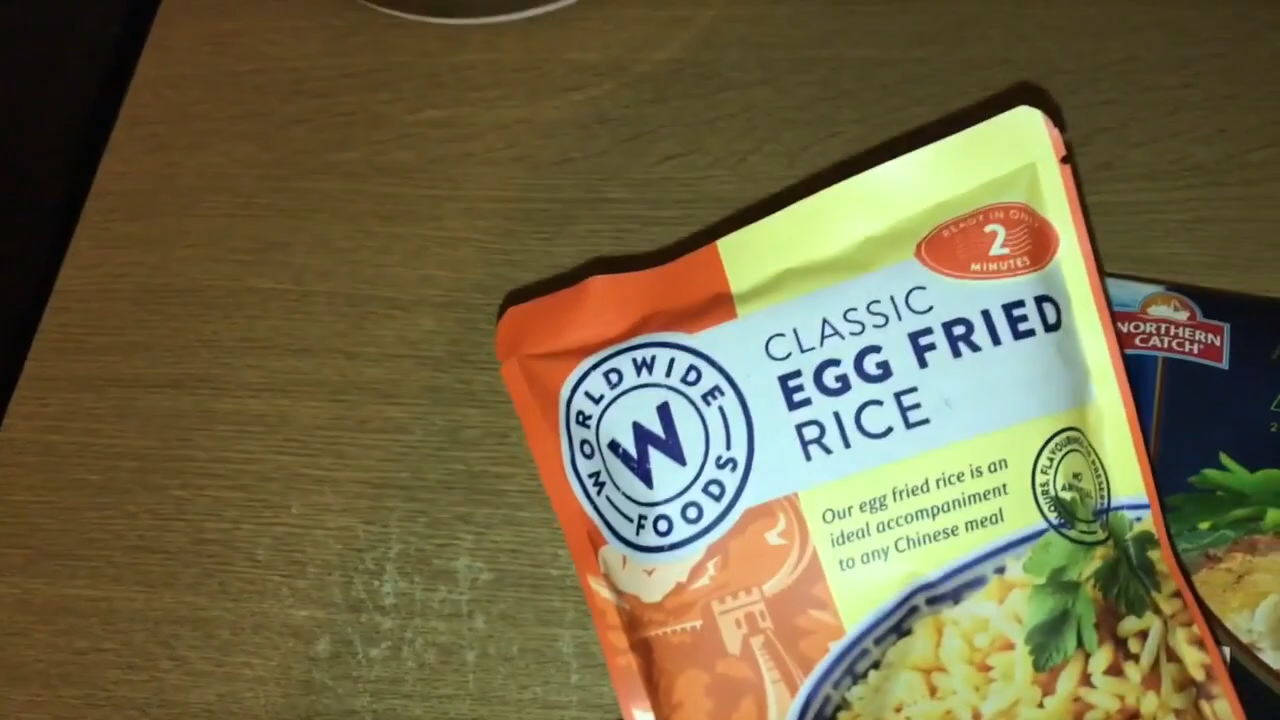 READY IN ONLY
2
MINUTES
CLASSIC
EGG FRIED
RICE
WORLDWIDE
W
FOODS
Our egg fried rice is an
ideal accompaniment
to any Chinese meal
NO
NORTHERN
CATCH